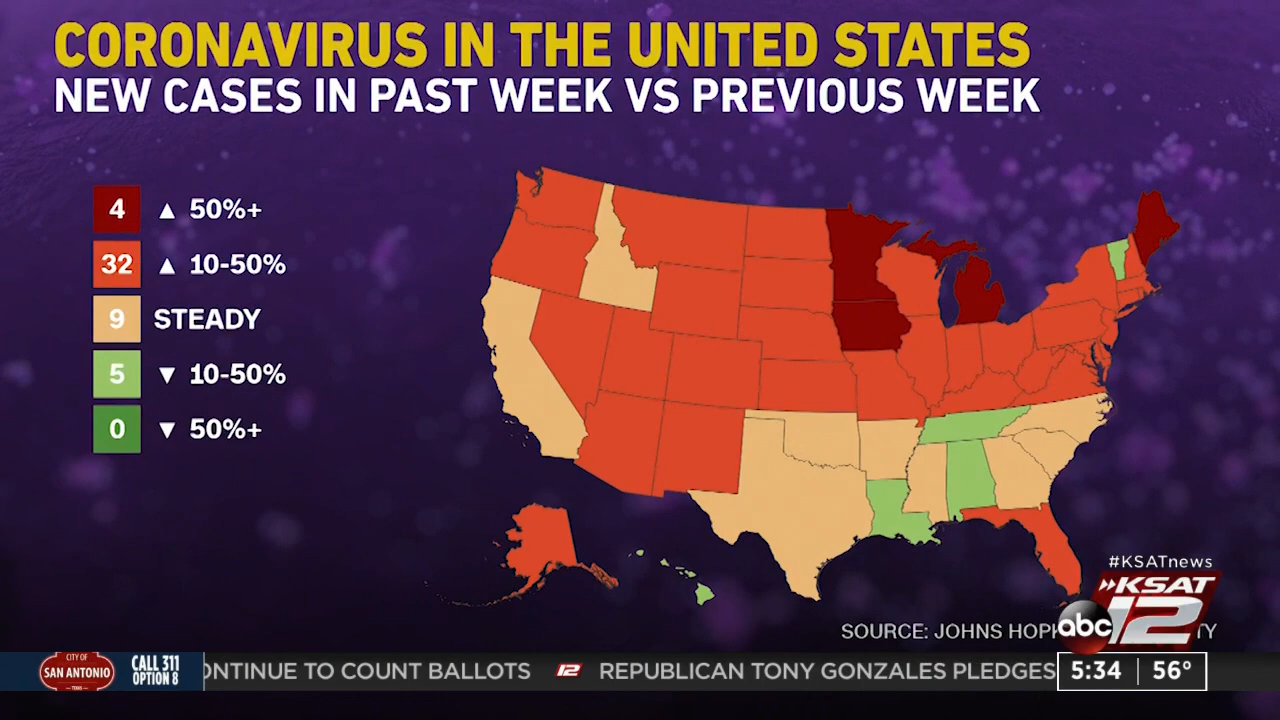 CORONAVIRUS IN THE UNITED STATES
NEW CASES IN PAST WEEK VS PREVIOUS WEEK
4 ▲ 50%+
32 ▲ 10-50%
9 STEADY
5 ▼ 10-50%
0 ▼ 50%+
#KSATnews
KSAT
abc 12
SOURCE: JOHNS
CITY OF
SAN ANTONIO
TEXAS
CALL 311
OPTION 8
TO COUNT BALLOTS 12 REPUBLICAN TONY GONZALES PLEDGES
5:34 56°